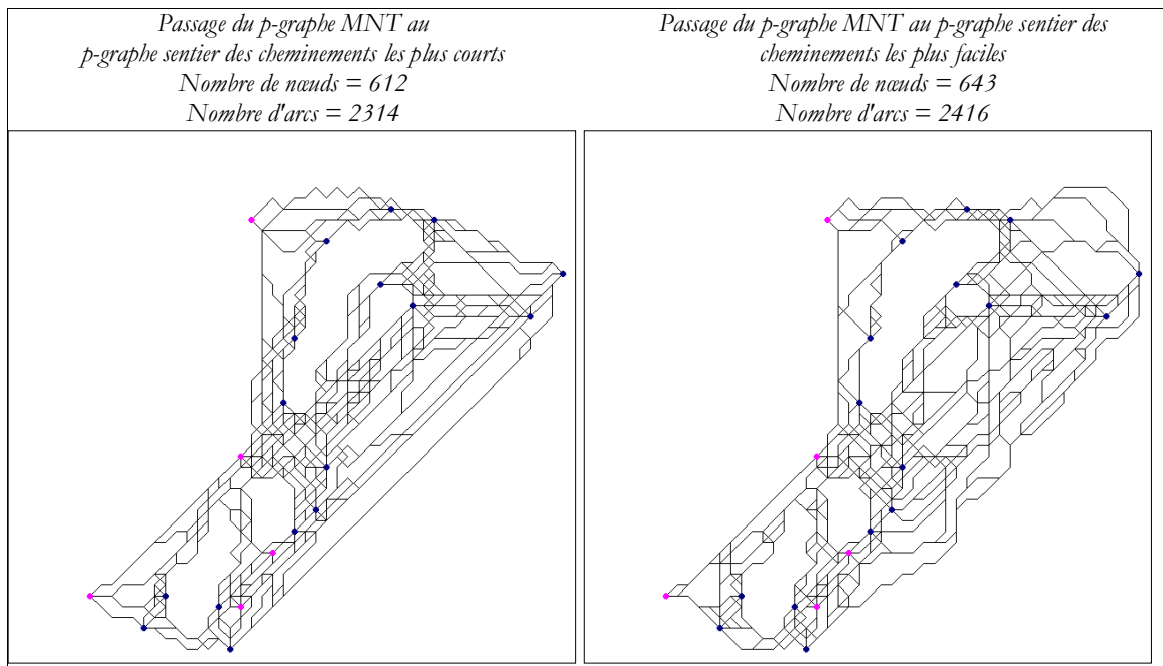 Passage du p-graphe MNT au
p-graphe sentier des cheminements les plus courts
Nombre de nœuds = 612
Nombre d'arcs = 2314
Passage du p-graphe MNT au p-graphe sentier des
cheminements les plus faciles
Nombre de nœuds = 643
Nombre d'arcs = 2416